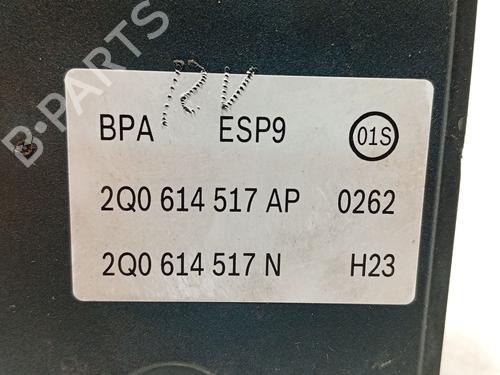 B-PARTS
12V
BPA ESP9 01S
2Q0 614 517 AP 0262
2Q0 614 517 N H23